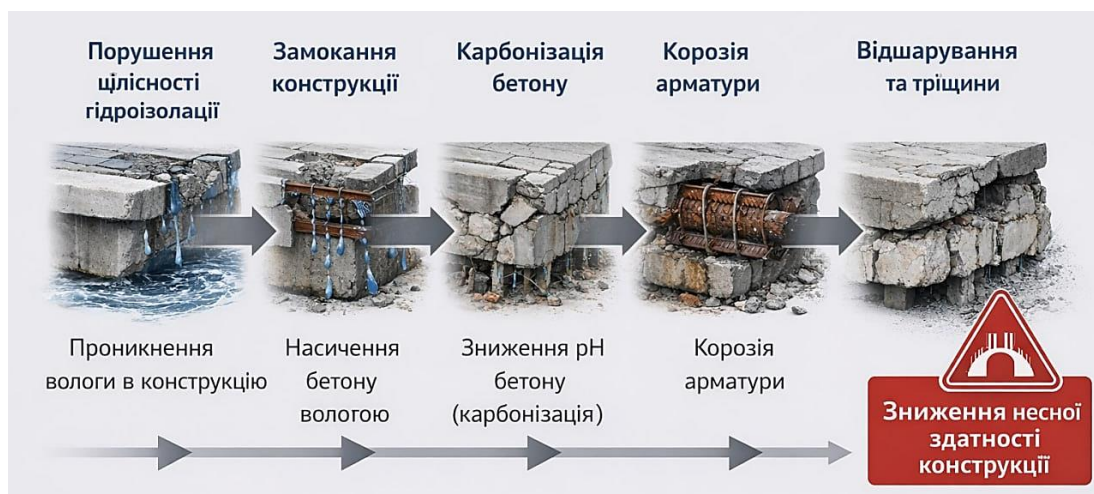 Порушення
цілісності
гідроізоляції
Замокання
конструкції
Карбонізація
бетону
Корозія
арматури
Відшарування
та тріщини
Проникнення
вологи в конструкцію
Насичення
бетону
вологою
Зниження pH
бетону
(карбонізація)
Корозія
арматури
Зниження несної
здатності
конструкції